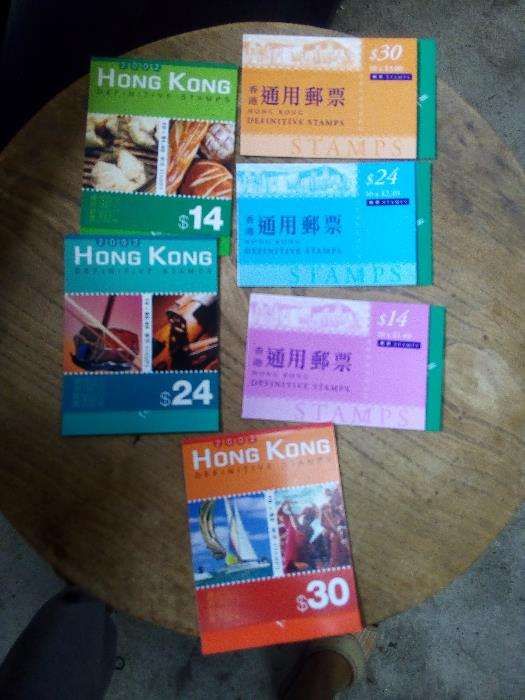 2002
HONG KONG
DEFINITIVE STAMPS
$14
2002
HONG KONG
DEFINITIVE STAMPS
$24
$30
香港
通用郵票
HONG KONG
DEFINITIVE STAMPS
STAMPS
$24
香港
通用郵票
HONG KONG
DEFINITIVE STAMPS
STAMPS
$14
香港
通用郵票
HONG KONG
DEFINITIVE STAMPS
STAMPS
2002
HONG KONG
DEFINITIVE STAMPS
$30